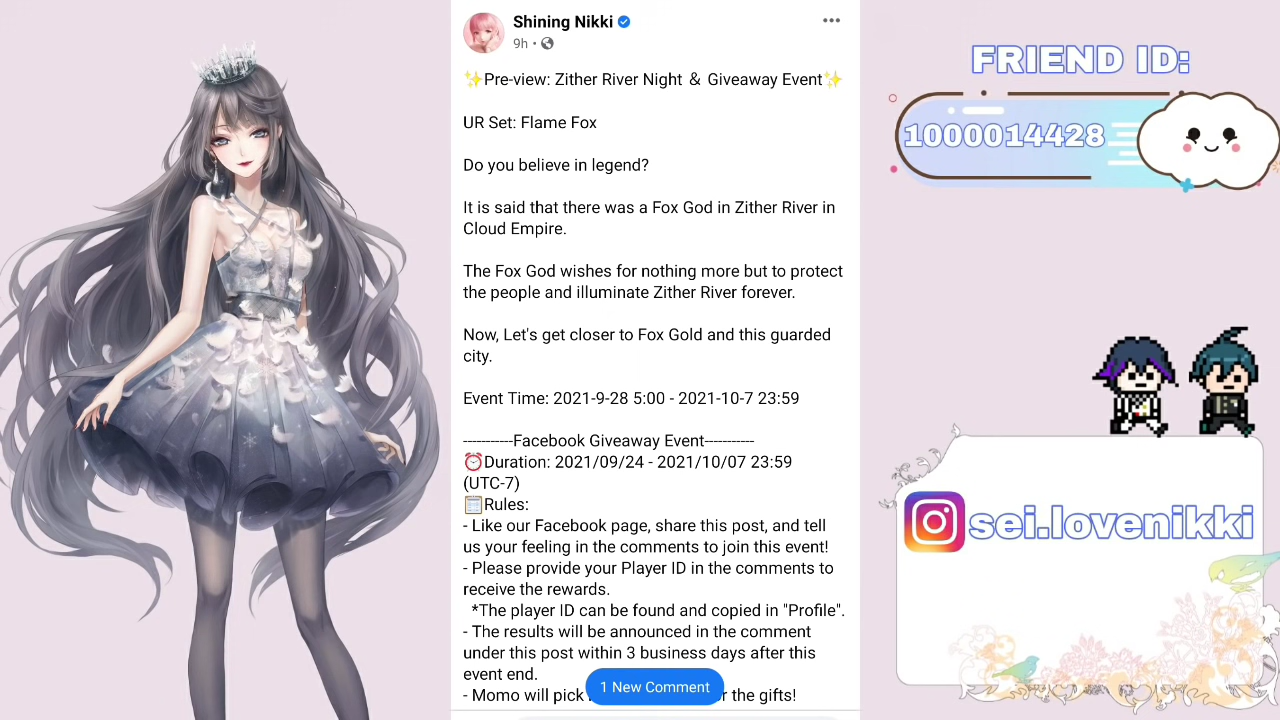 Shining Nikki
9h
✨Pre-view: Zither River Night & Giveaway Event✨
UR Set: Flame Fox
Do you believe in legend?
It is said that there was a Fox God in Zither River in
Cloud Empire.
The Fox God wishes for nothing more but to protect
the people and illuminate Zither River forever.
Now, Let's get closer to Fox Gold and this guarded
city.
Event Time: 2021-9-28 5:00 - 2021-10-7 23:59
-----------Facebook Giveaway Event-----------
⏰Duration: 2021/09/24 - 2021/10/07 23:59
(UTC-7)
📋Rules:
- Like our Facebook page, share this post, and tell
us your feeling in the comments to join this event!
- Please provide your Player ID in the comments to
receive the rewards.
*The player ID can be found and copied in "Profile".
- The results will be announced in the comment
under this post within 3 business days after this
event end.
- Momo will pick the gifts!
1 New Comment
FRIEND ID:
1000014428
sei.lovenikki